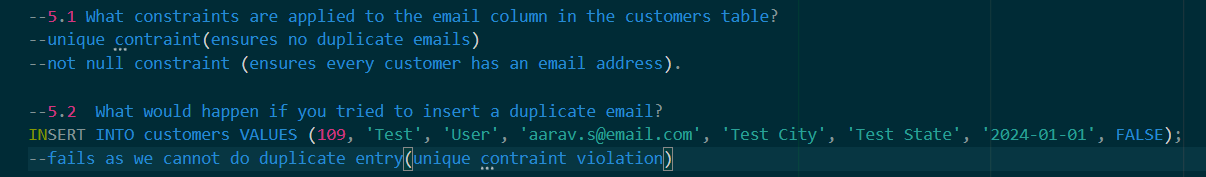 --5.1 What constraints are applied to the email column in the customers table?
--unique contraint(ensures no duplicate emails)
--not null constraint (ensures every customer has an email address).
--5.2  What would happen if you tried to insert a duplicate email?
INSERT INTO customers VALUES (109, 'Test', 'User', 'aarav.s@email.com', 'Test City', 'Test State', '2024-01-01', FALSE);
--fails as we cannot do duplicate entry(unique contraint violation)